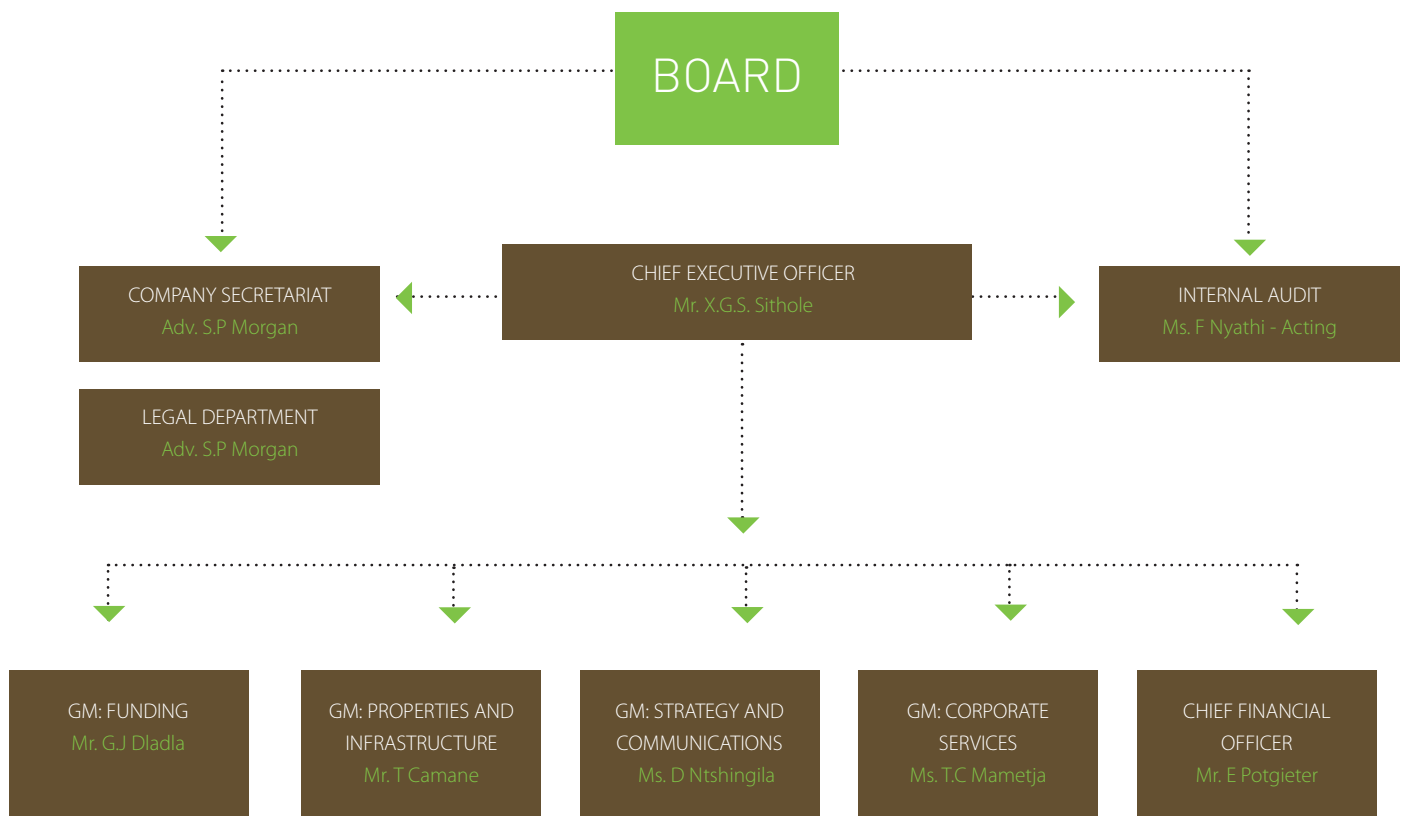 BOARD
CHIEF EXECUTIVE OFFICER
Mr. X.G.S. Sithole
COMPANY SECRETARIAT
Adv. S.P Morgan
INTERNAL AUDIT
Ms. F Nyathi - Acting
LEGAL DEPARTMENT
Adv. S.P Morgan
GM: FUNDING
Mr. G.J Dladla
GM: PROPERTIES AND
INFRASTRUCTURE
Mr. T Camane
GM: STRATEGY AND
COMMUNICATIONS
Ms. D Ntshingila
GM: CORPORATE
SERVICES
Ms. T.C Mametja
CHIEF FINANCIAL
OFFICER
Mr. E Potgieter